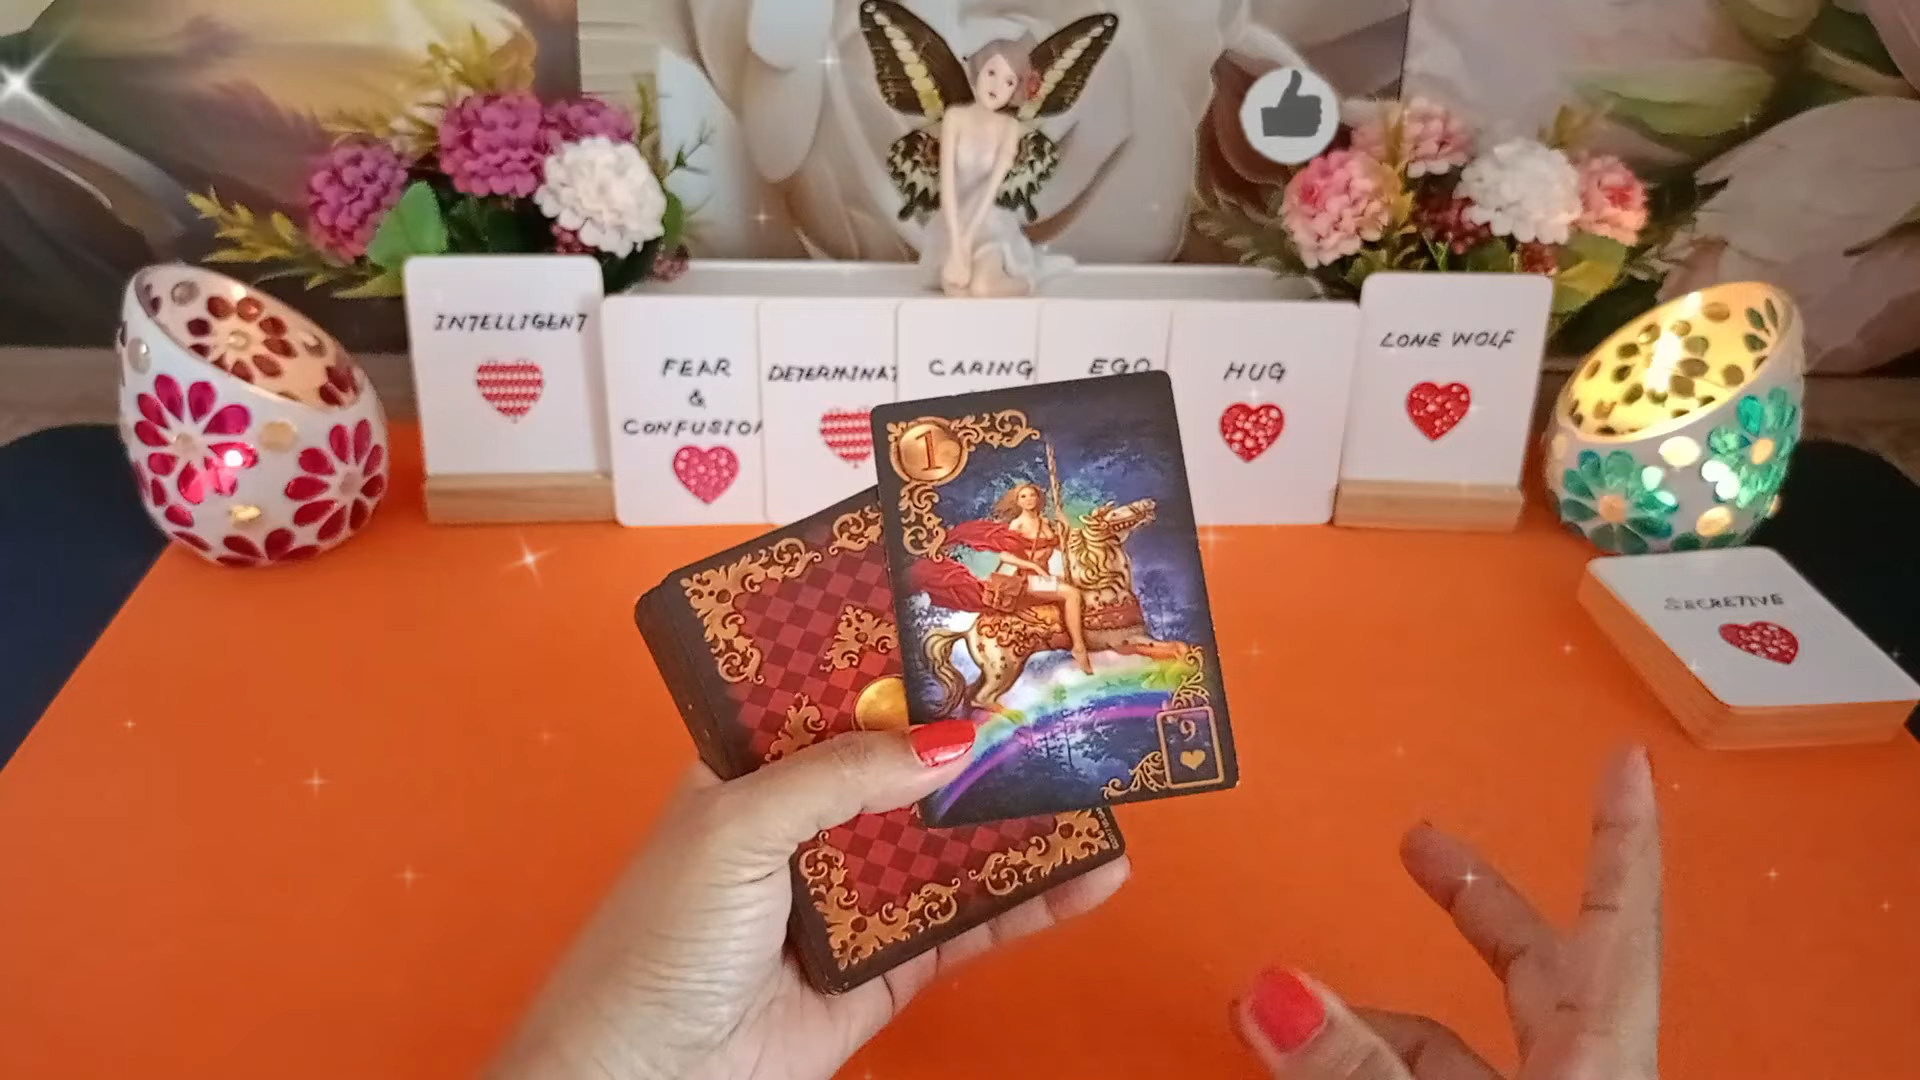 INTELLIGENT
FEAR
&
CONFUSION
DETERMINAT
CARING
EGO
HUG
LONE WOLF
SECRETIVE
1
9